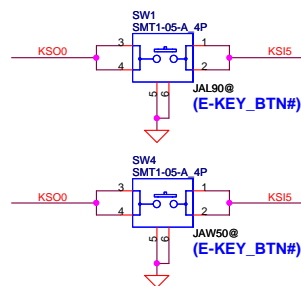 SW1
SMT1-05-A_4P
KSO0
3
1
KSI5
4
2
5
6
JAL90@
(E-KEY_BTN#)
SW4
SMT1-05-A_4P
KSO0
3
1
KSI5
4
2
5
6
JAW50@
(E-KEY_BTN#)